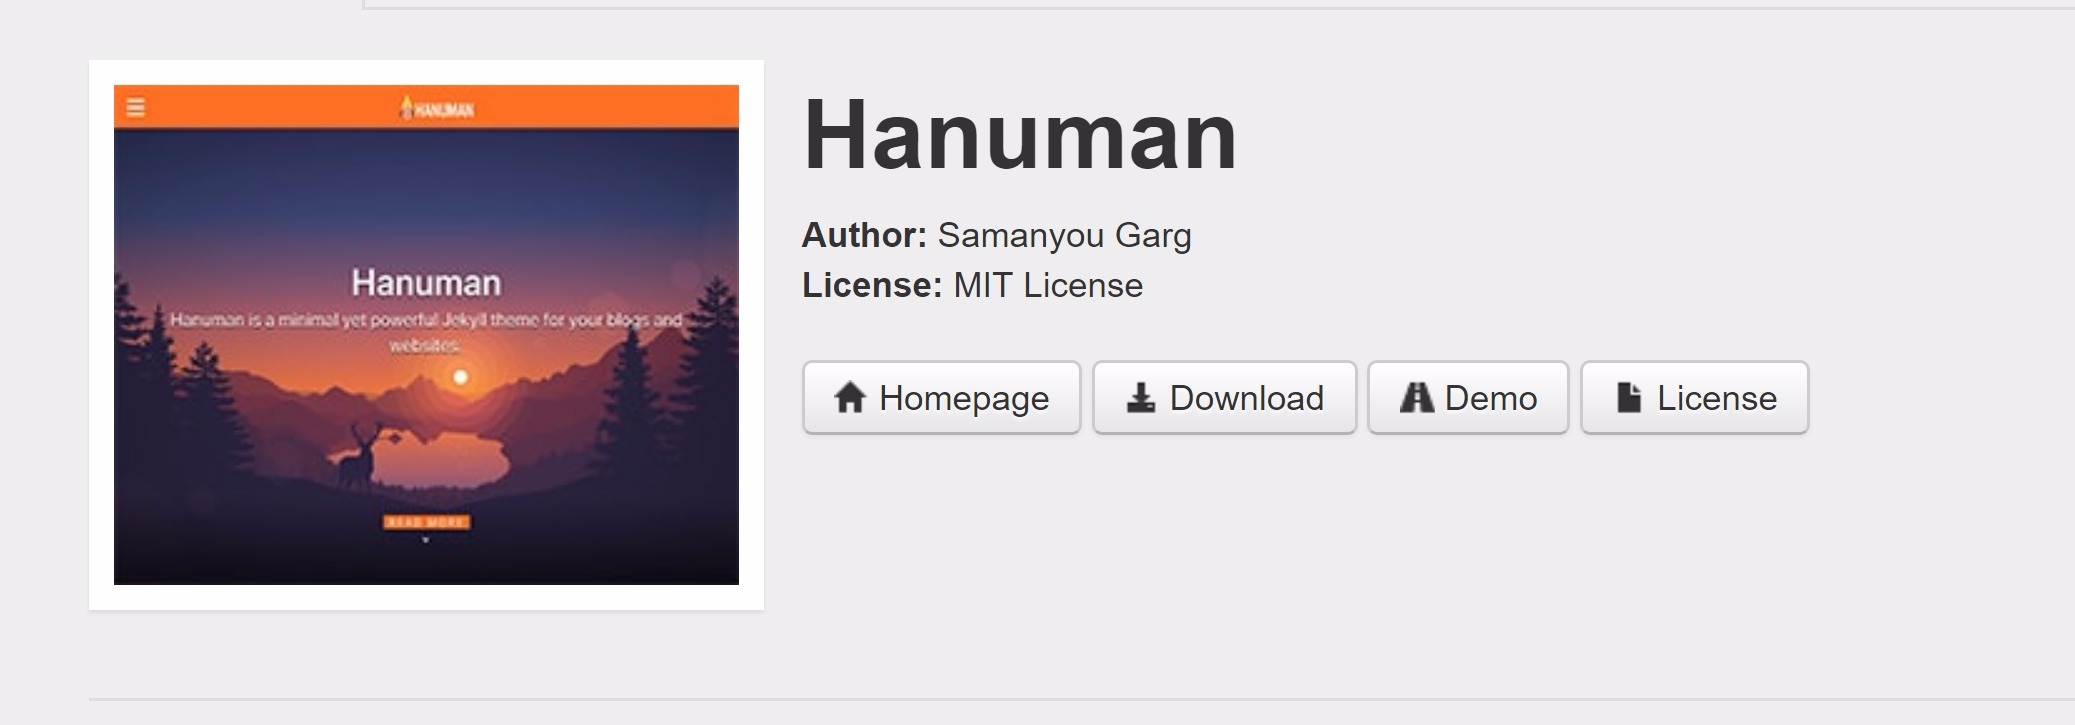 HANUMAN
Hanuman
Hanuman is a minimal yet powerful Jekyll theme for your blogs and
websites.
READ MORE
Hanuman
Author: Samanyou Garg
License: MIT License
Homepage Download Demo License